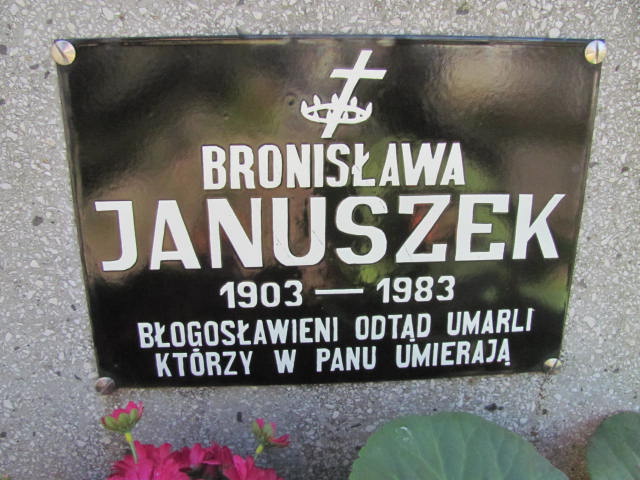 BRONISŁAWA
JANUSZEK
1903 — 1983
BŁOGOSŁAWIENI ODTĄD UMARLI
KTÓRZY W PANU UMIERAJĄ